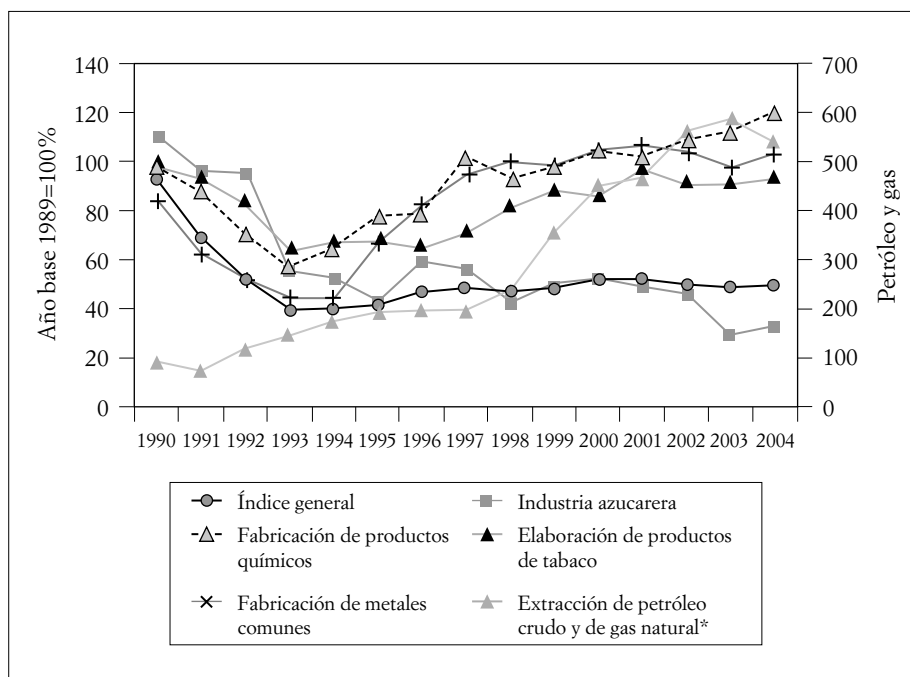 Año base 1989=100%
140
120
100
80
60
40
20
0
700
600
500
400
300
200
100
0
Petróleo y gas
1990 1991 1992 1993 1994 1995 1996 1997 1998 1999 2000 2001 2002 2003 2004
Índice general
Industria azucarera
Fabricación de productos
químicos
Elaboración de productos
de tabaco
Fabricación de metales
comunes
Extracción de petróleo
crudo y de gas natural*